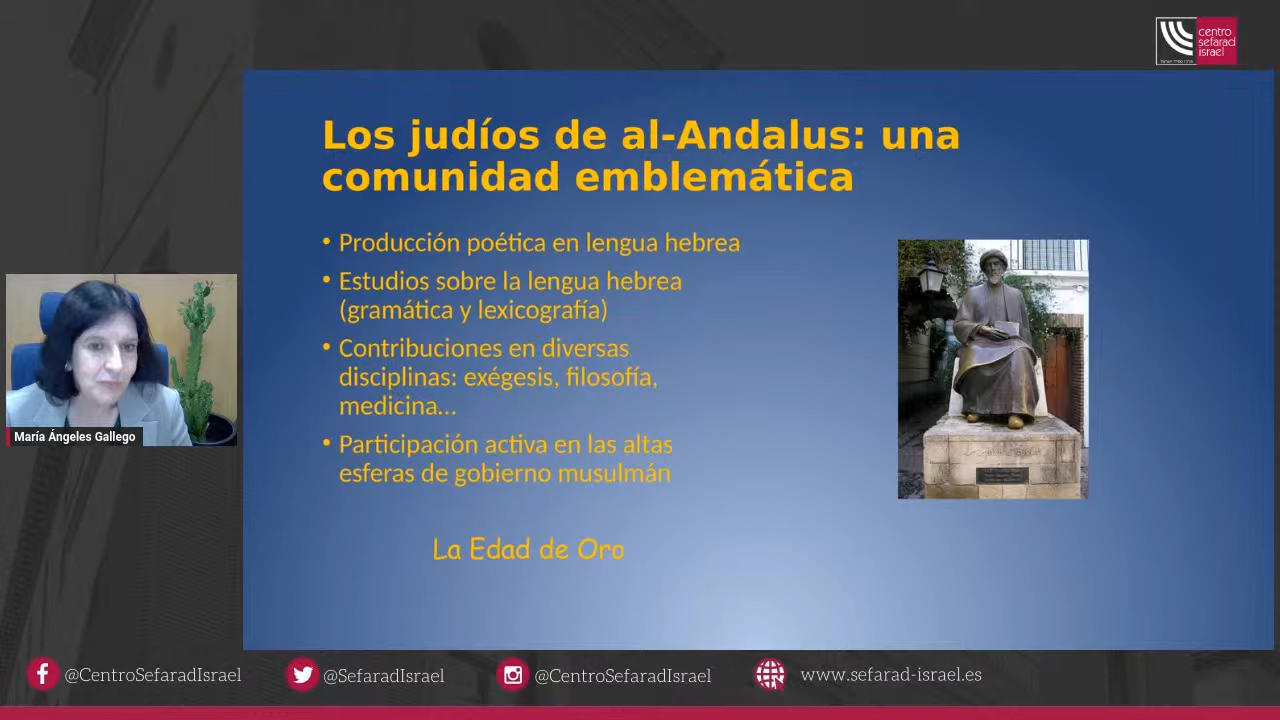 centro
sefarad
israel
Los judíos de al-Andalus: una
comunidad emblemática
• Producción poética en lengua hebrea
• Estudios sobre la lengua hebrea
(gramática y lexicografía)
• Contribuciones en diversas
disciplinas: exégesis, filosofía,
medicina...
• Participación activa en las altas
esferas de gobierno musulmán
La Edad de Oro
María Ángeles Gallego
@CentroSefaradIsrael
@SefaradIsrael
@CentroSefaradIsrael
www.sefarad-israel.es